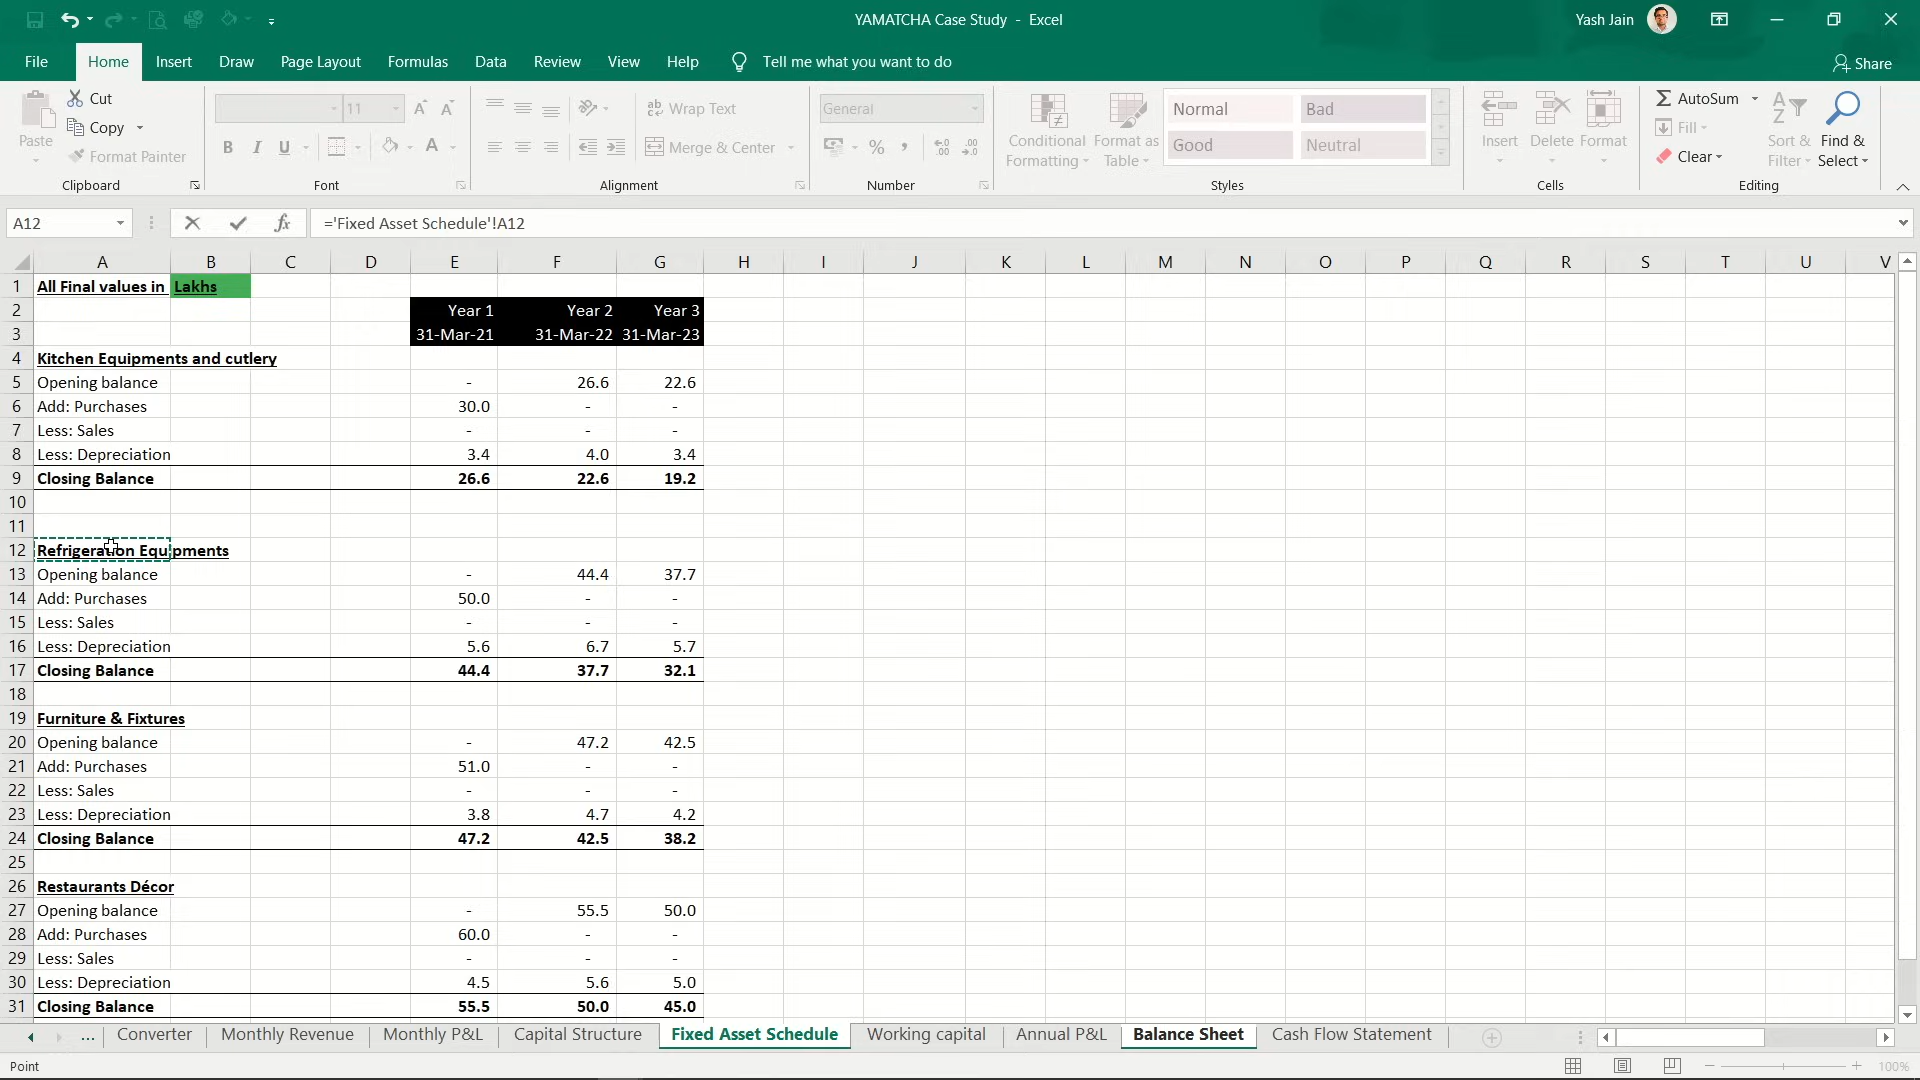 YAMATCHA Case Study - Excel
Yash Jain
File Home Insert Draw Page Layout Formulas Data Review View Help Tell me what you want to do Share
Cut
Copy
Format Painter
Paste
Clipboard
11
B I U A
Font
Wrap Text
Merge & Center
Alignment
General
Number
Conditional Formatting
Format as Table
Normal Bad
Good Neutral
Styles
Insert Delete Format
Cells
AutoSum
Fill
Clear
Sort & Filter
Find & Select
Editing
A12 fx ='Fixed Asset Schedule'!A12
A B C D E F G H I J K L M N O P Q R S T U V
1 All Final values in Lakhs
2 Year 1 Year 2 Year 3
3 31-Mar-21 31-Mar-22 31-Mar-23
4 Kitchen Equipments and cutlery
5 Opening balance - 26.6 22.6
6 Add: Purchases 30.0 - -
7 Less: Sales - - -
8 Less: Depreciation 3.4 4.0 3.4
9 Closing Balance 26.6 22.6 19.2
10
11
12 Refrigeration Equipments
13 Opening balance - 44.4 37.7
14 Add: Purchases 50.0 - -
15 Less: Sales - - -
16 Less: Depreciation 5.6 6.7 5.7
17 Closing Balance 44.4 37.7 32.1
18
19 Furniture & Fixtures
20 Opening balance - 47.2 42.5
21 Add: Purchases 51.0 - -
22 Less: Sales - - -
23 Less: Depreciation 3.8 4.7 4.2
24 Closing Balance 47.2 42.5 38.2
25
26 Restaurants Décor
27 Opening balance - 55.5 50.0
28 Add: Purchases 60.0 - -
29 Less: Sales - - -
30 Less: Depreciation 4.5 5.6 5.0
31 Closing Balance 55.5 50.0 45.0
... Converter Monthly Revenue Monthly P&L Capital Structure Fixed Asset Schedule Working capital Annual P&L Balance Sheet Cash Flow Statement
Point 100%